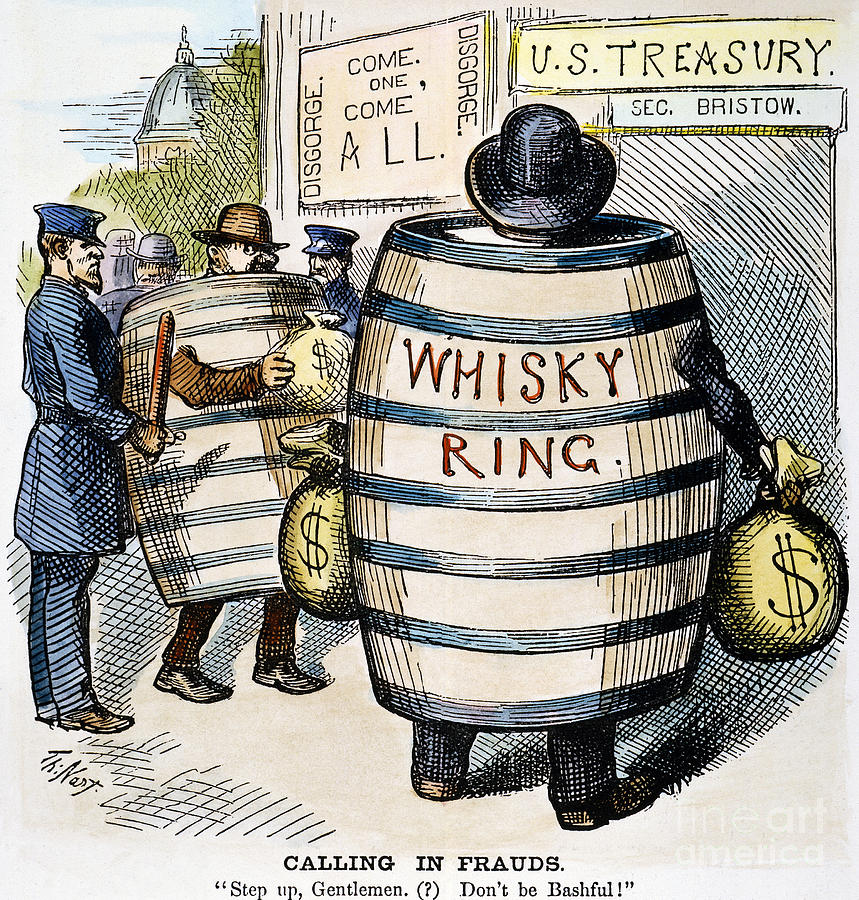 DISGORGE.
COME.
ONE,
COME
ALL.
DISGORGE.
U.S. TREASURY.
SEC. BRISTOW.
$
WHISKY
RING.
$
$
Th: Nast
fine art
america
CALLING IN FRAUDS.
"Step up, Gentlemen. (?) Don't be Bashful!"